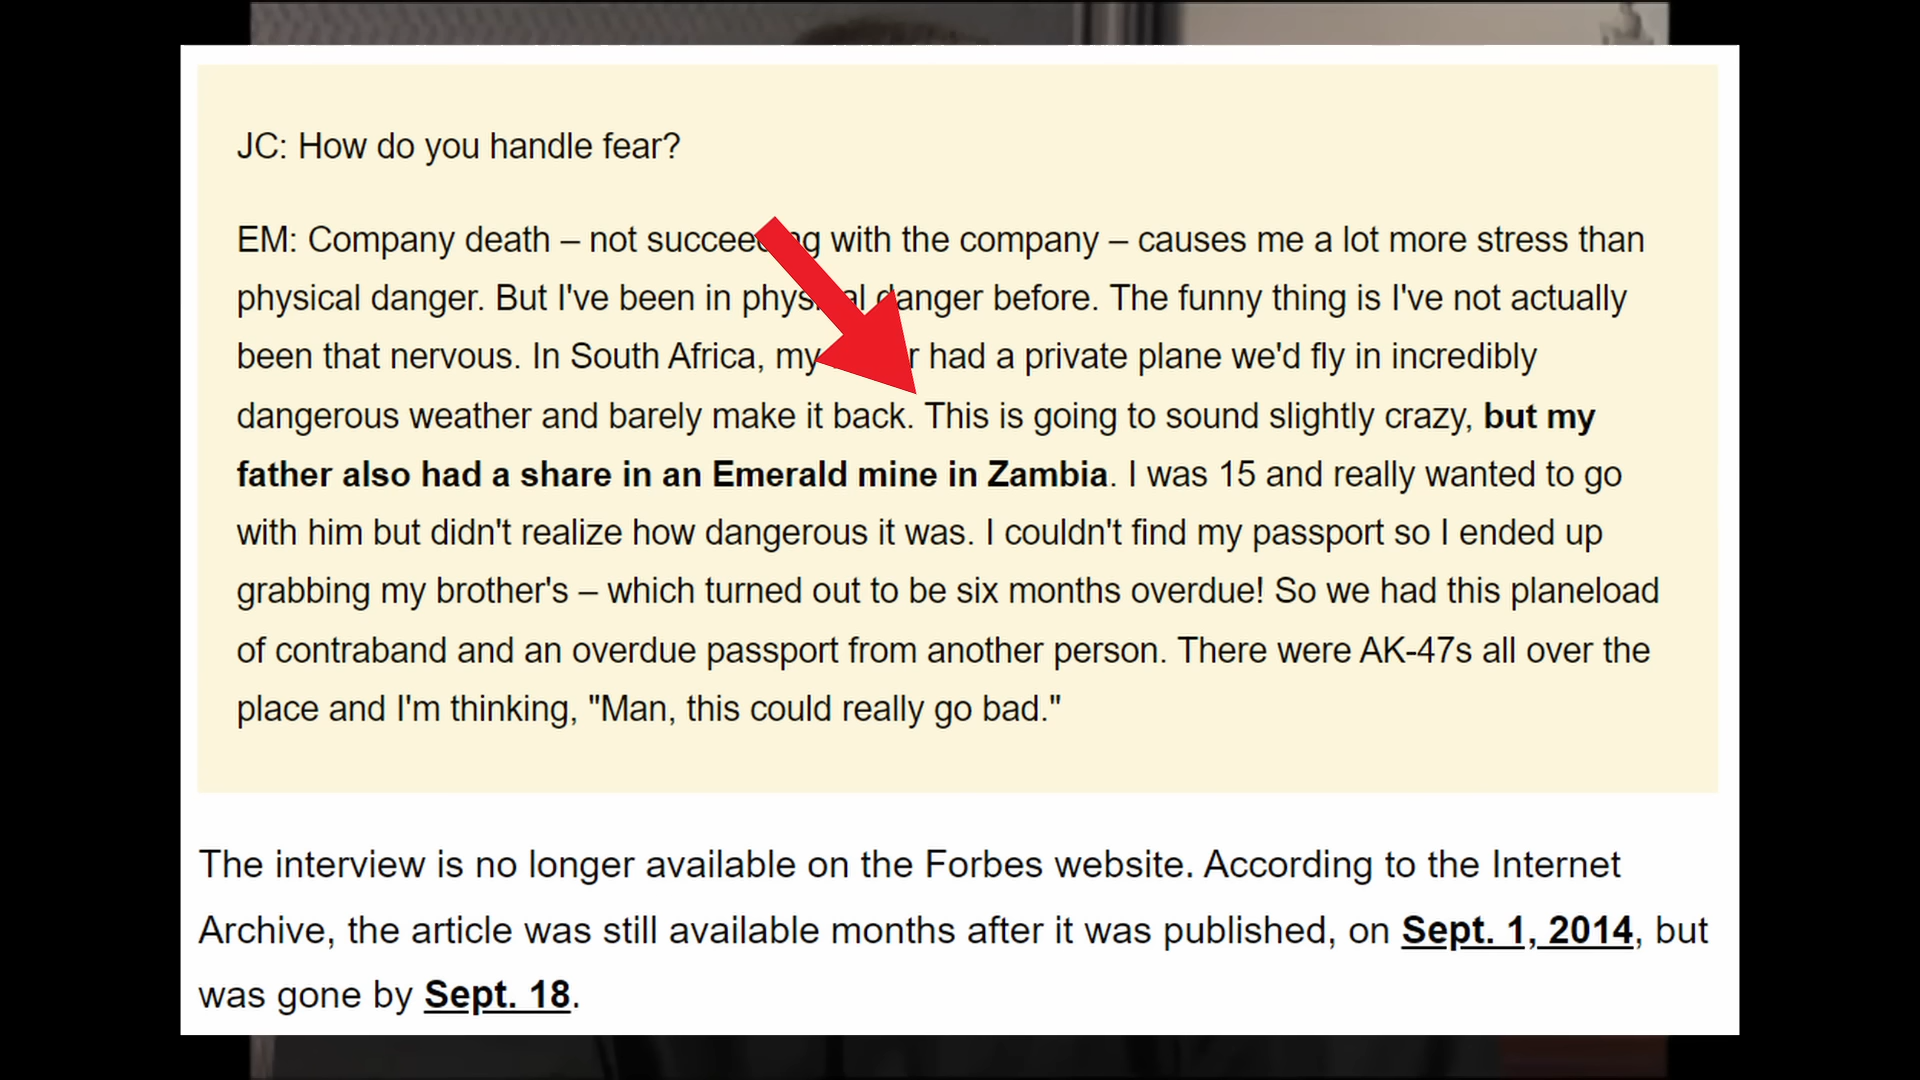 JC: How do you handle fear?
EM: Company death – not succeeding with the company – causes me a lot more stress than
physical danger. But I've been in physical danger before. The funny thing is I've not actually
been that nervous. In South Africa, my had a private plane we'd fly in incredibly
dangerous weather and barely make it back. This is going to sound slightly crazy, but my
father also had a share in an Emerald mine in Zambia. I was 15 and really wanted to go
with him but didn't realize how dangerous it was. I couldn't find my passport so I ended up
grabbing my brother's – which turned out to be six months overdue! So we had this planeload
of contraband and an overdue passport from another person. There were AK-47s all over the
place and I'm thinking, "Man, this could really go bad."
The interview is no longer available on the Forbes website. According to the Internet
Archive, the article was still available months after it was published, on Sept. 1, 2014, but
was gone by Sept. 18.